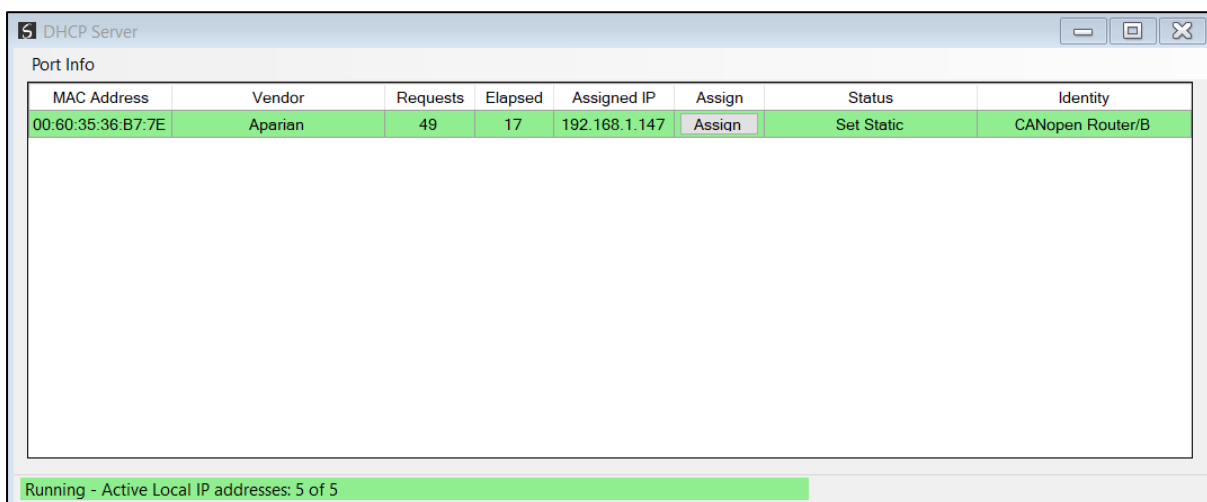 DHCP Server
Port Info
MAC Address Vendor Requests Elapsed Assigned IP Assign Status Identity
00:60:35:36:B7:7E Aparian 49 17 192.168.1.147 Assign Set Static CANopen Router/B
Running - Active Local IP addresses: 5 of 5